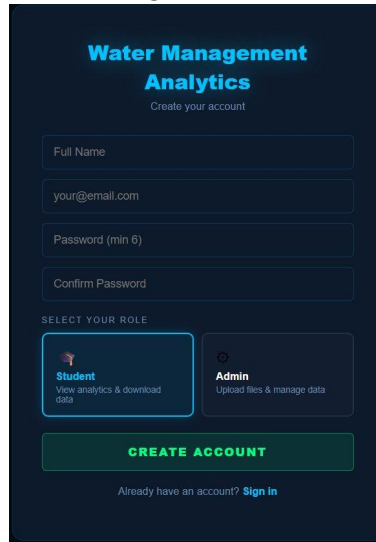 Water Management
Analytics
Create your account
Full Name
your@email.com
Password (min 6)
Confirm Password
SELECT YOUR ROLE
Student
View analytics & download
data
Admin
Upload files & manage data
CREATE ACCOUNT
Already have an account? Sign in